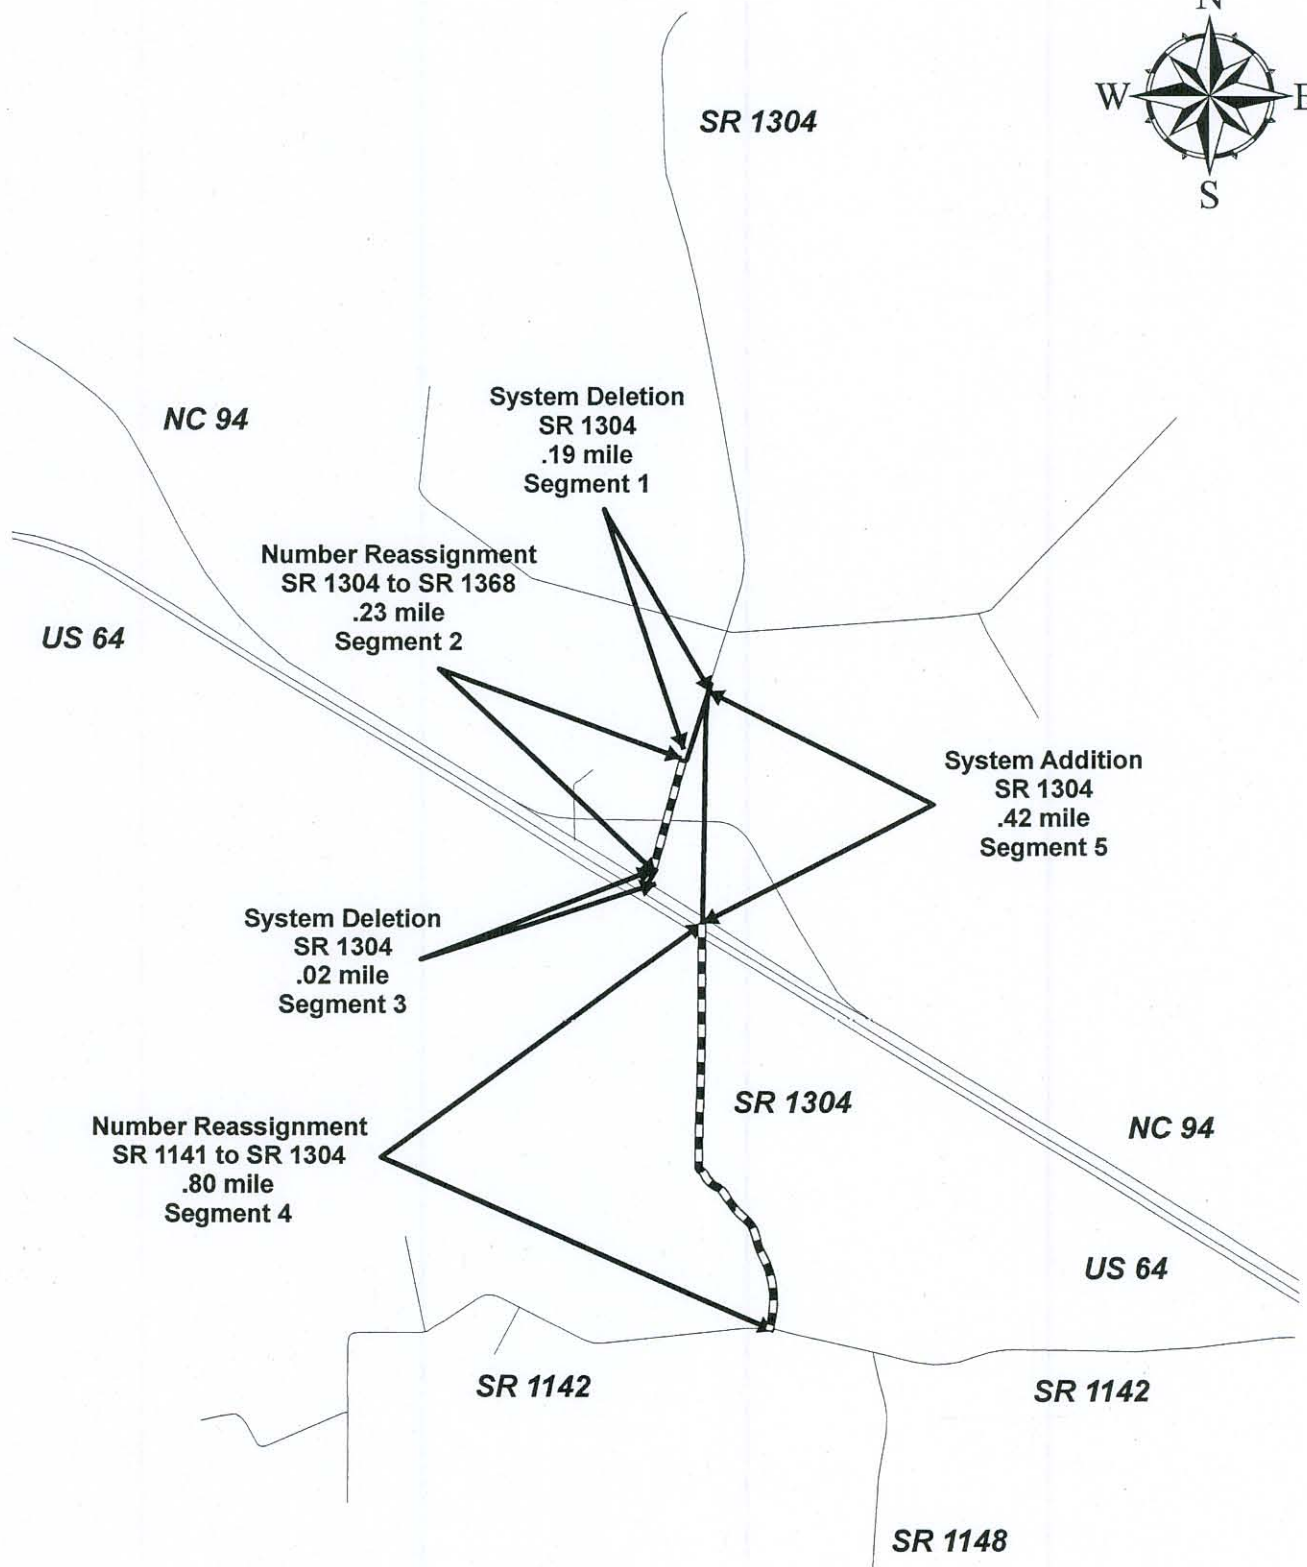 N
W
E
S
SR 1304
NC 94
System Deletion
SR 1304
.19 mile
Segment 1
Number Reassignment
SR 1304 to SR 1368
.23 mile
Segment 2
US 64
System Addition
SR 1304
.42 mile
Segment 5
System Deletion
SR 1304
.02 mile
Segment 3
SR 1304
NC 94
Number Reassignment
SR 1141 to SR 1304
.80 mile
Segment 4
US 64
SR 1142
SR 1142
SR 1148